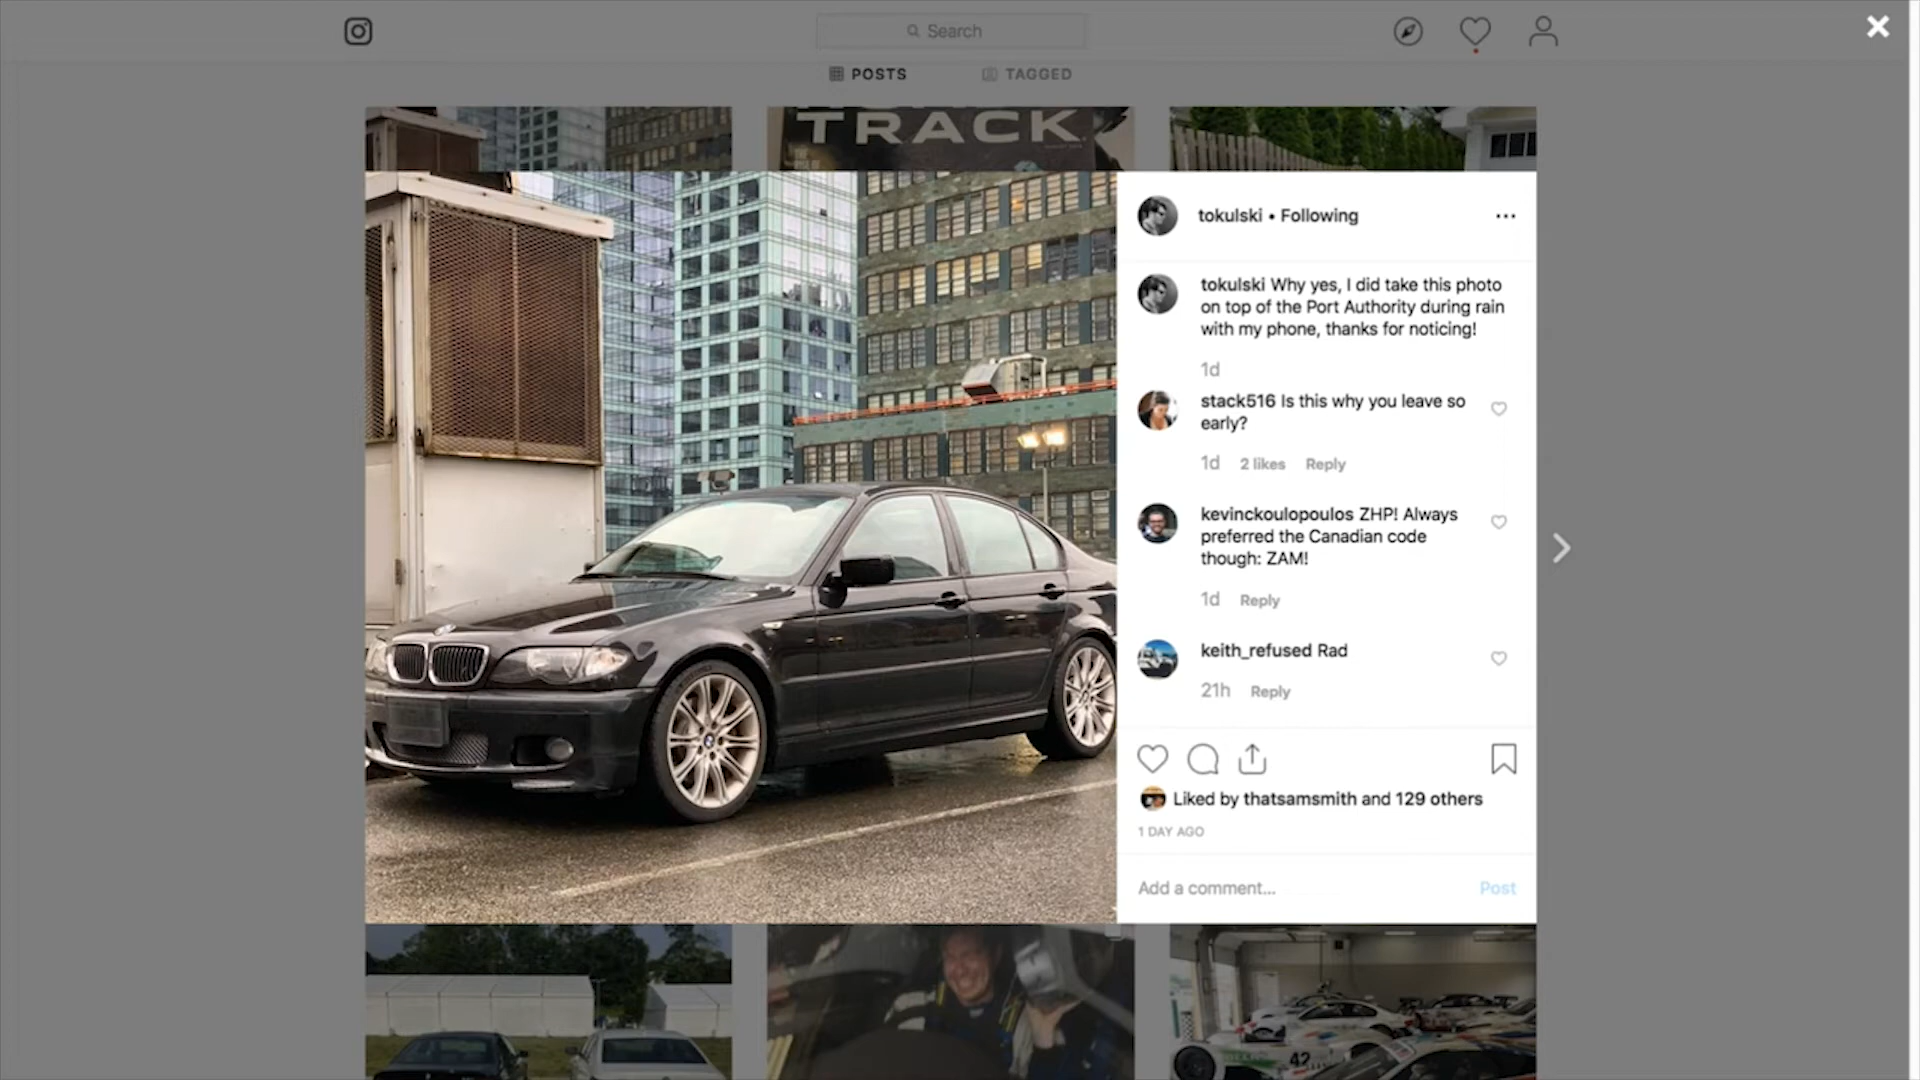 Search
POSTS
TAGGED
TRACK
tokulski • Following
tokulski Why yes, I did take this photo
on top of the Port Authority during rain
with my phone, thanks for noticing!
1d
stack516 Is this why you leave so
early?
1d 2 likes Reply
kevinckoulopoulos ZHP! Always
preferred the Canadian code
though: ZAM!
1d Reply
keith_refused Rad
21h Reply
Liked by thatsamsmith and 129 others
1 DAY AGO
Add a comment... Post
42